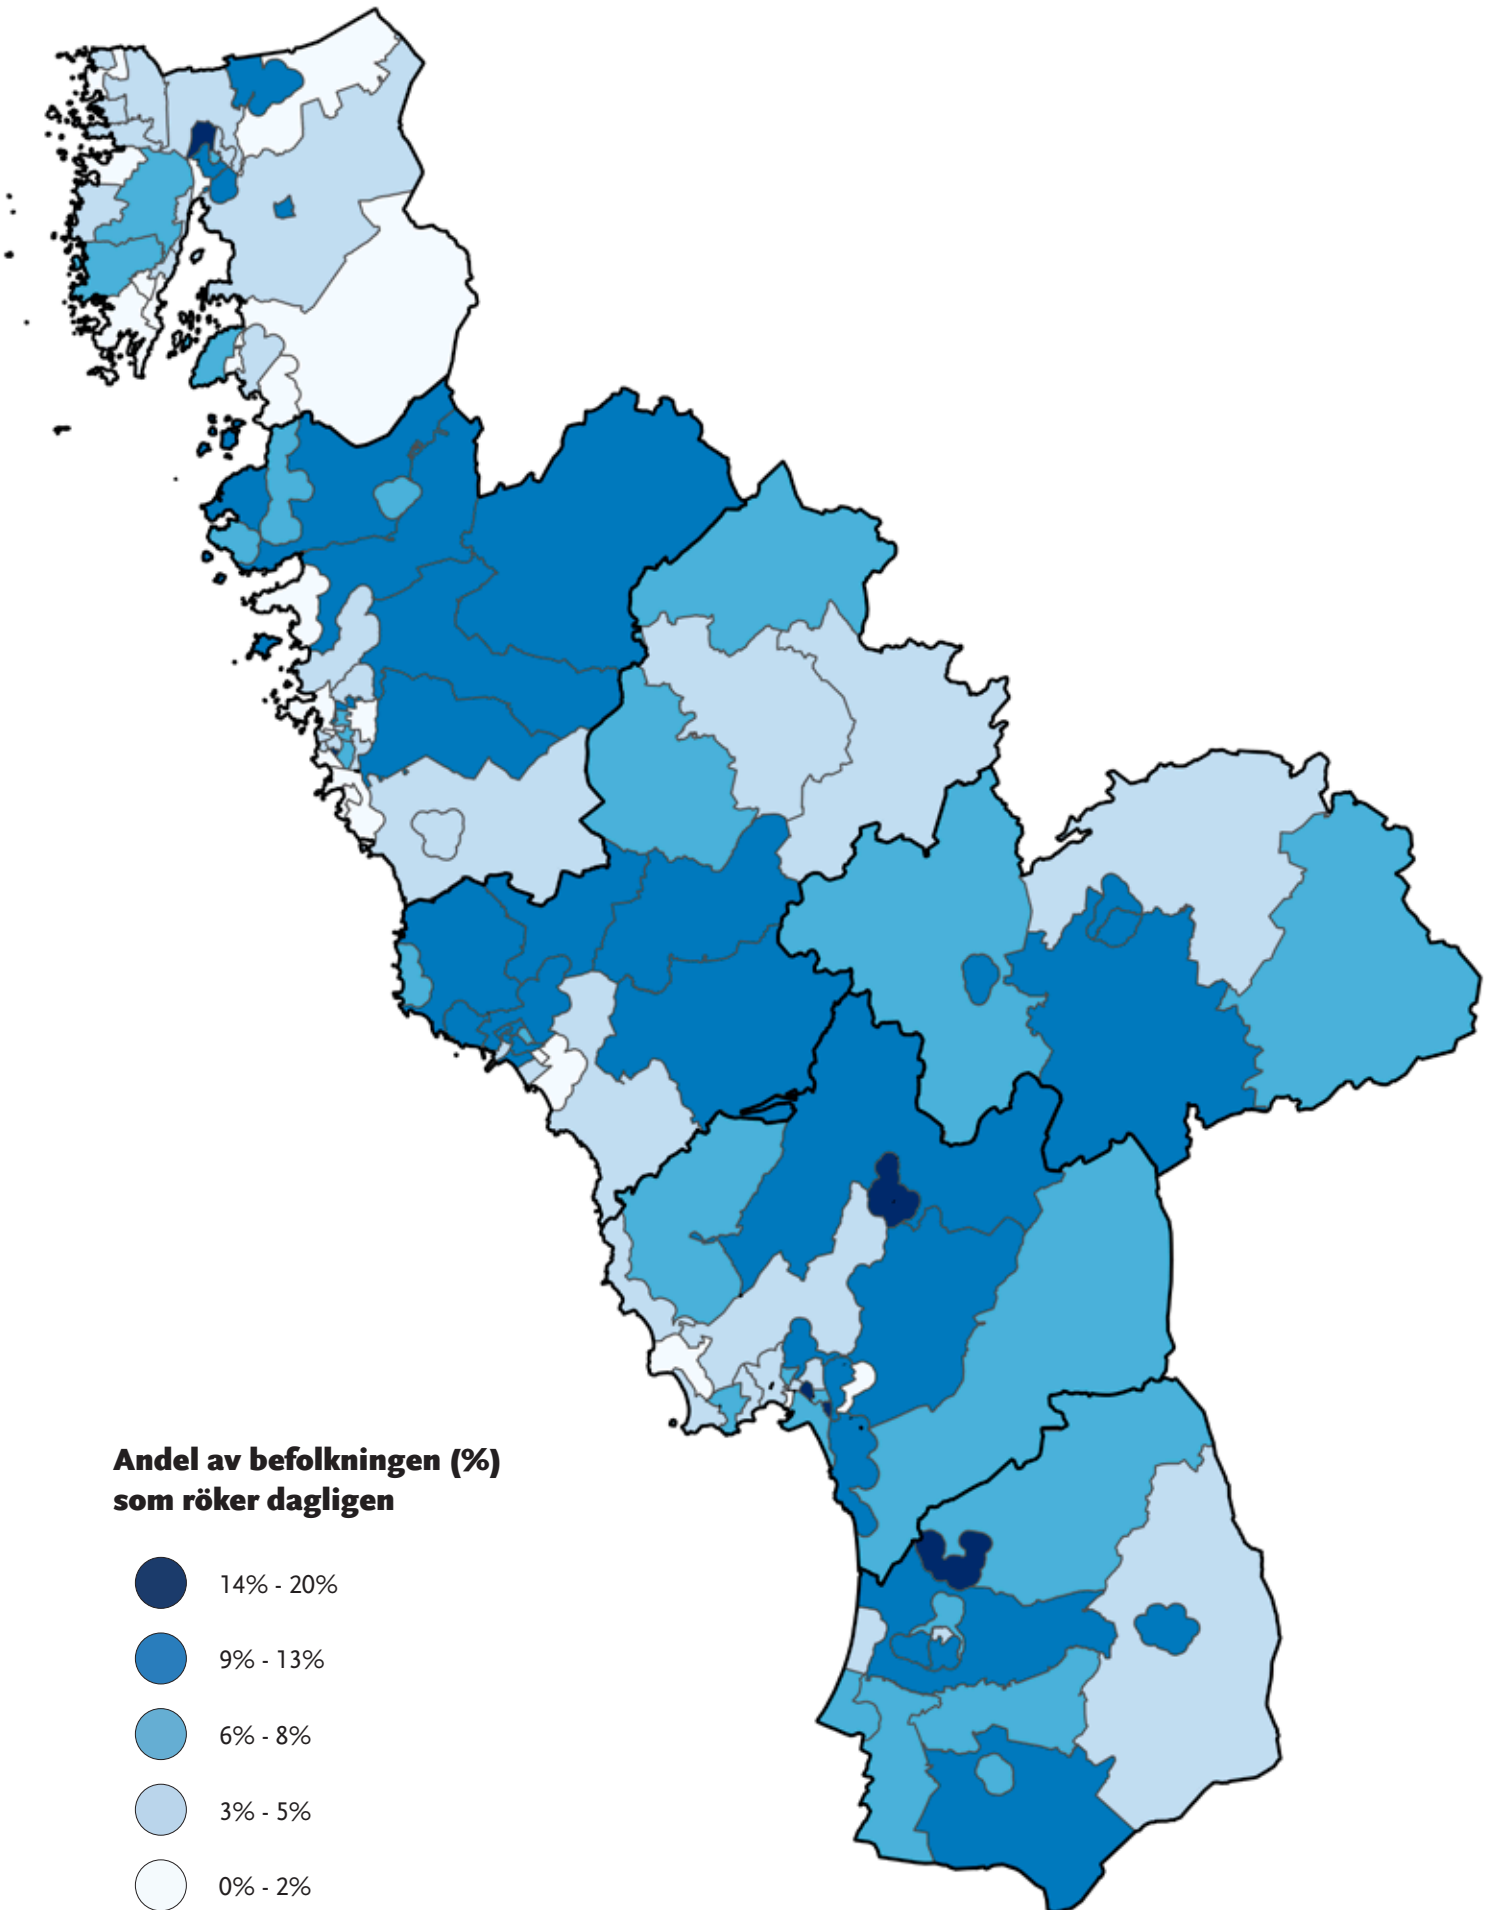 Andel av befolkningen (%)
som röker dagligen
14% - 20%
9% - 13%
6% - 8%
3% - 5%
0% - 2%